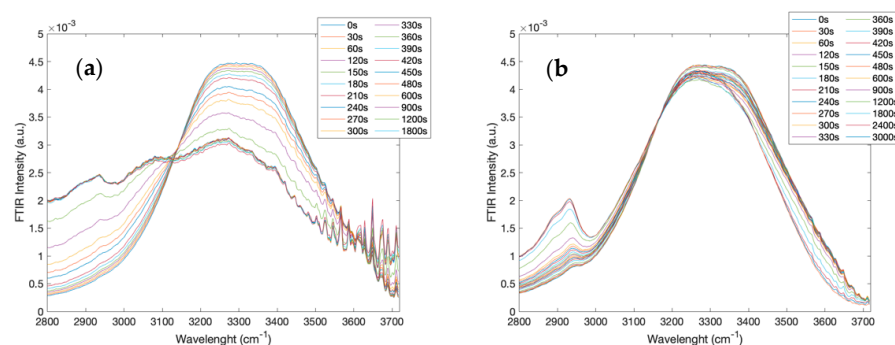 ×10⁻³
(a)
5
4.5
4
3.5
3
2.5
2
1.5
1
0.5
0
2800 2900 3000 3100 3200 3300 3400 3500 3600 3700
Wavelenght (cm⁻¹)
FTIR Intensity (a.u.)
0s 330s
30s 360s
60s 390s
120s 420s
150s 450s
180s 480s
210s 600s
240s 900s
270s 1200s
300s 1800s
×10⁻³
(b)
5
4.5
4
3.5
3
2.5
2
1.5
1
0.5
0
2800 2900 3000 3100 3200 3300 3400 3500 3600 3700
Wavelenght (cm⁻¹)
FTIR Intensity (a.u.)
0s 360s
30s 390s
60s 420s
120s 450s
150s 480s
180s 600s
210s 900s
240s 1200s
270s 1800s
300s 2400s
330s 3000s